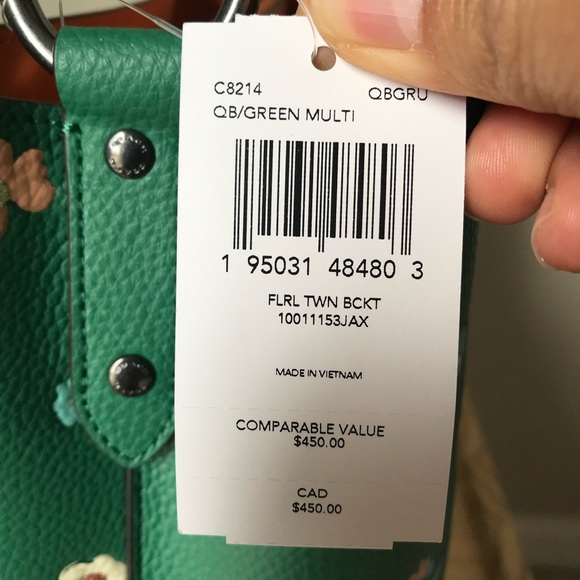 C8214 QBGRU
QB/GREEN MULTI
1 95031 48480 3
FLRL TWN BCKT
10011153JAX
MADE IN VIETNAM
COMPARABLE VALUE
$450.00
CAD
$450.00